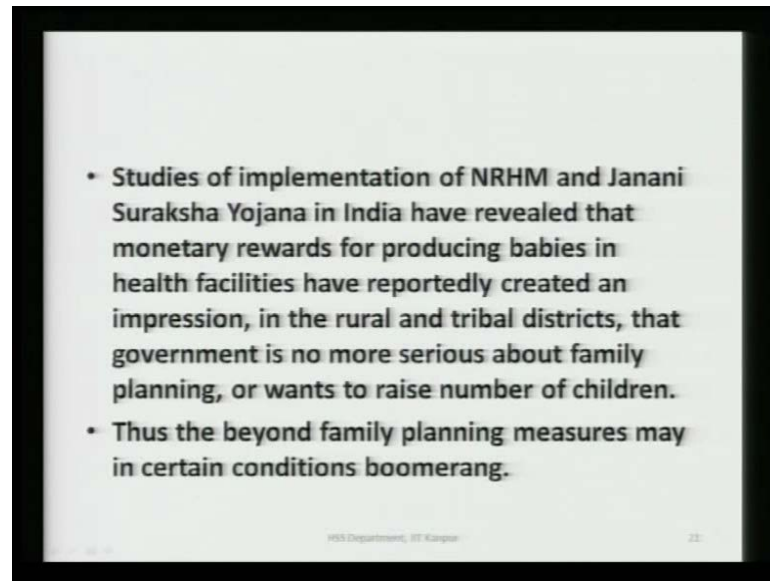 • Studies of implementation of NRHM and Janani
Suraksha Yojana in India have revealed that
monetary rewards for producing babies in
health facilities have reportedly created an
impression, in the rural and tribal districts, that
government is no more serious about family
planning, or wants to raise number of children.
• Thus the beyond family planning measures may
in certain conditions boomerang.
HSS Department, IIT Kanpur